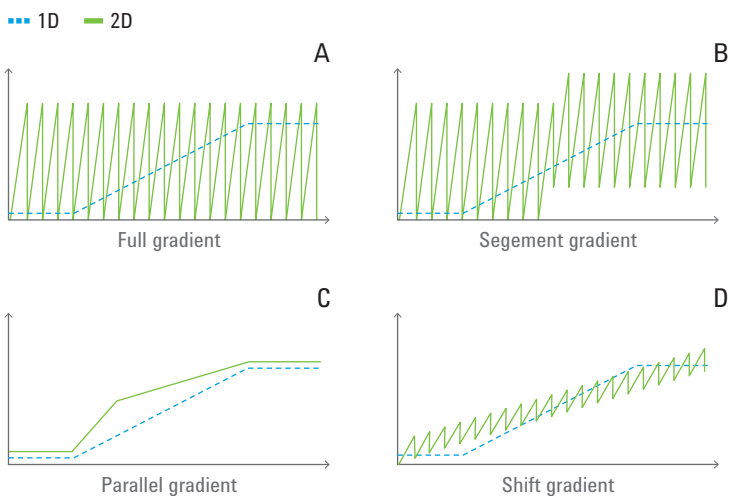 1D 2D
A
B
Full gradient
Segement gradient
C
D
Parallel gradient
Shift gradient